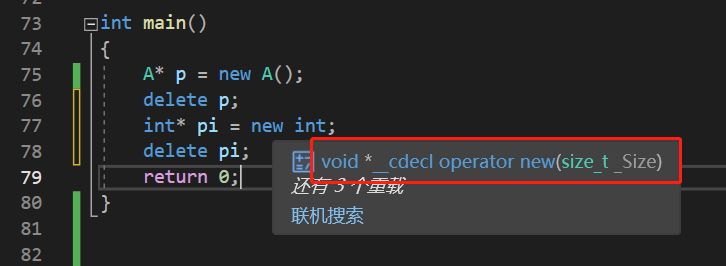 72
73 int main()
74 {
75 A* p = new A();
76 delete p;
77 int* pi = new int;
78 delete pi;
void *__cdecl operator new(size_t _Size)
79 return 0;
还有 3 个重载
80 }
联机搜索
81
82